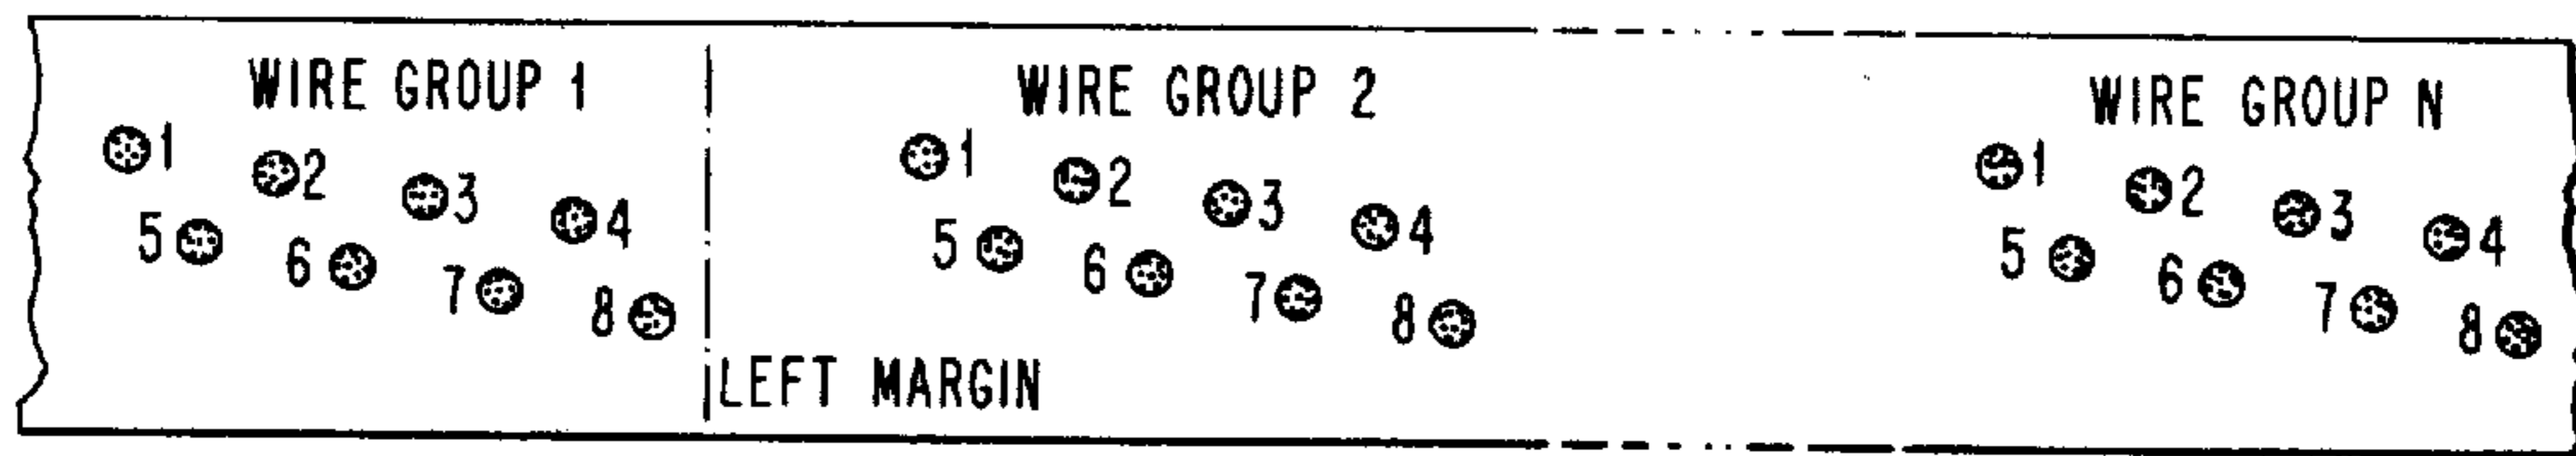 WIRE GROUP 1 WIRE GROUP 2 WIRE GROUP N
1 2 3 4 1 2 3 4 1 2 3 4
5 6 7 8 5 6 7 8 5 6 7 8
LEFT MARGIN